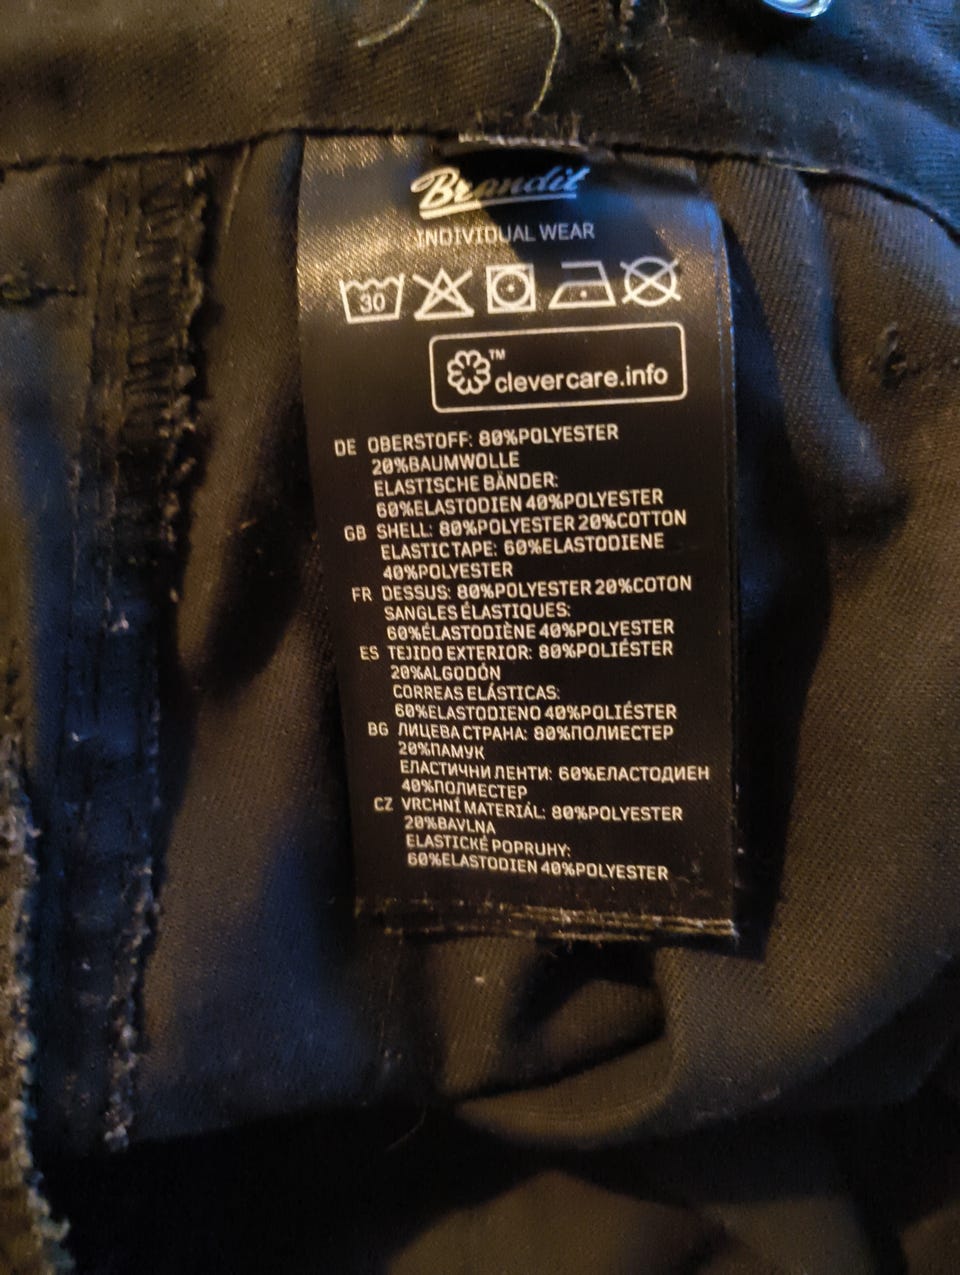 Brandit
INDIVIDUAL WEAR
30
™
clevercare.info
DE OBERSTOFF: 80%POLYESTER
20%BAUMWOLLE
ELASTISCHE BÄNDER:
60%ELASTODIEN 40%POLYESTER
GB SHELL: 80%POLYESTER 20%COTTON
ELASTIC TAPE: 60%ELASTODIENE
40%POLYESTER
FR DESSUS: 80%POLYESTER 20%COTON
SANGLES ÉLASTIQUES:
60%ÉLASTODIÈNE 40%POLYESTER
ES TEJIDO EXTERIOR: 80%POLIÉSTER
20%ALGODÓN
CORREAS ELÁSTICAS:
60%ELASTODIENO 40%POLIÉSTER
BG ЛИЦЕВА СТРАНА: 80%ПОЛИЕСТЕР
20%ПАМУК
ЕЛАСТИЧНИ ЛЕНТИ: 60%ЕЛАСТОДИЕН
40%ПОЛИЕСТЕР
CZ VRCHNÍ MATERIÁL: 80%POLYESTER
20%BAVLNA
ELASTICKÉ POPRUHY:
60%ELASTODIEN 40%POLYESTER